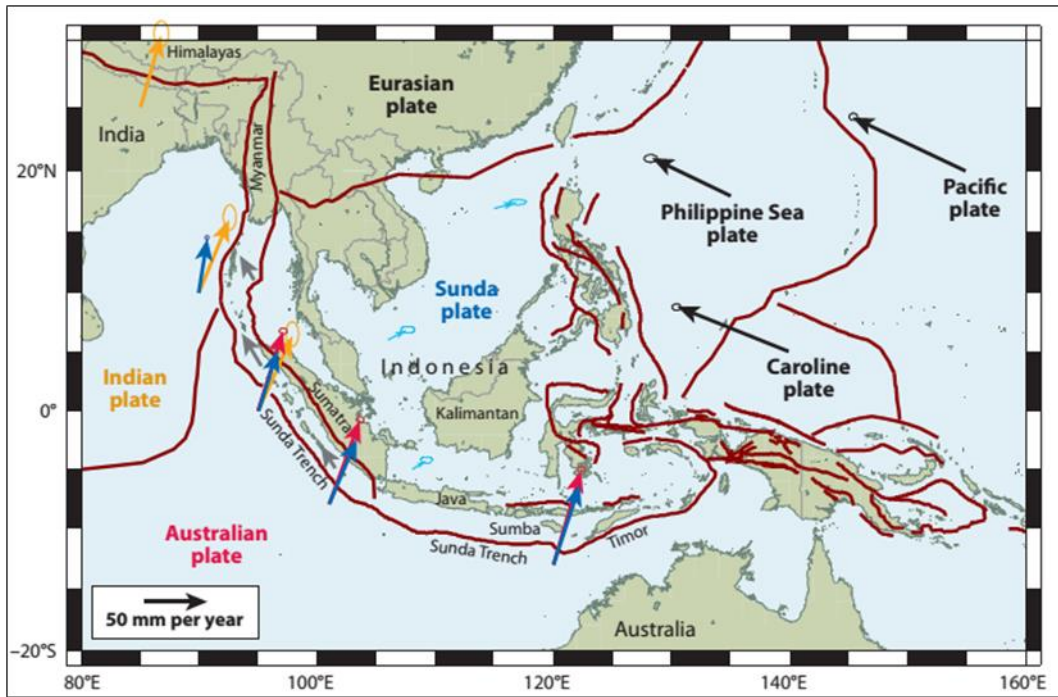 Himalayas
Eurasian
plate
India
Myanmar
20°N
Pacific
plate
Philippine Sea
plate
Sunda
plate
Indonesia
Caroline
plate
Indian
plate
Sumatra
Kalimantan
0°
Sunda Trench
Java
Australian
plate
Sumba
Timor
Sunda Trench
50 mm per year
Australia
–20°S
80°E
100°E
120°E
140°E
160°E